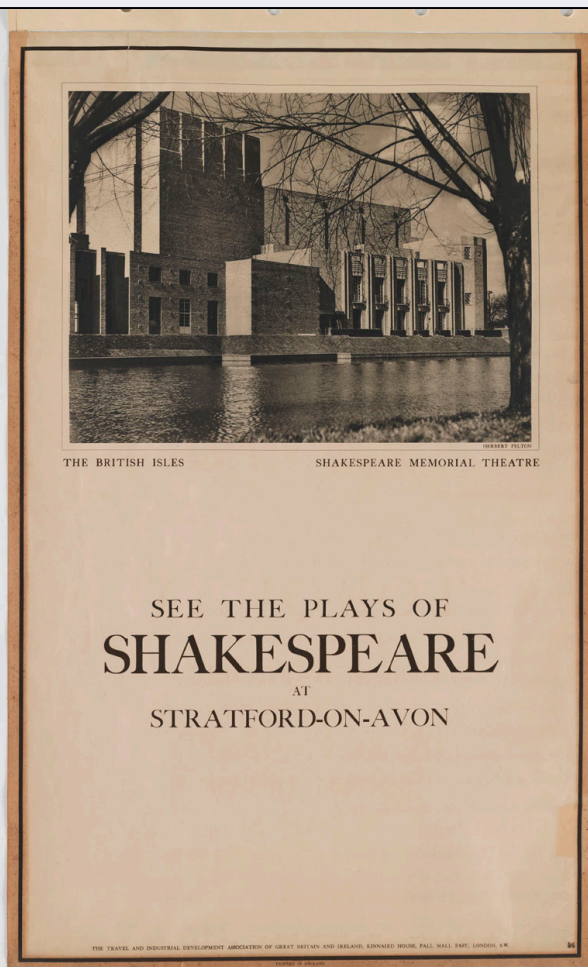 HERBERT FELTON
THE BRITISH ISLES SHAKESPEARE MEMORIAL THEATRE
SEE THE PLAYS OF
SHAKESPEARE
AT
STRATFORD-ON-AVON
THE TRAVEL AND INDUSTRIAL DEVELOPMENT ASSOCIATION OF GREAT BRITAIN AND IRELAND, KINNAIRD HOUSE, PALL MALL EAST, LONDON, S.W.
PRINTED IN ENGLAND